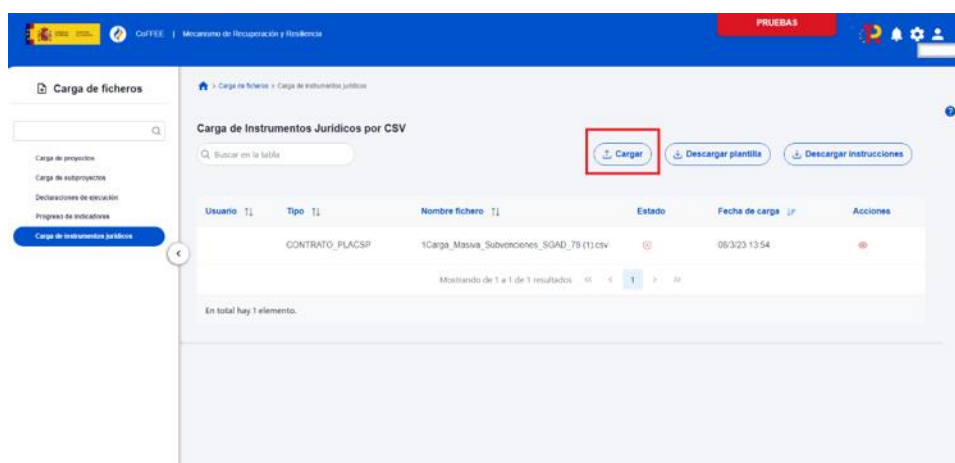 PRUEBAS
CoFFEE | Mecanismo de Recuperación y Resiliencia
Carga de ficheros
> Carga de ficheros > Carga de instrumentos jurídicos
Carga de Instrumentos Jurídicos por CSV
Buscar en la tabla
Cargar
Descargar plantilla
Descargar instrucciones
Carga de proyectos
Carga de subproyectos
Declaraciones de ejecución
Progreso de indicadores
Carga de instrumentos jurídicos
Usuario Tipo Nombre fichero Estado Fecha de carga Acciones
CONTRATO_PLACSP 1Carga_Masiva_Subvenciones_SGAD_78 (1).csv 08/3/23 13:54
Mostrando de 1 a 1 de 1 resultados « < 1 > »
En total hay 1 elemento.